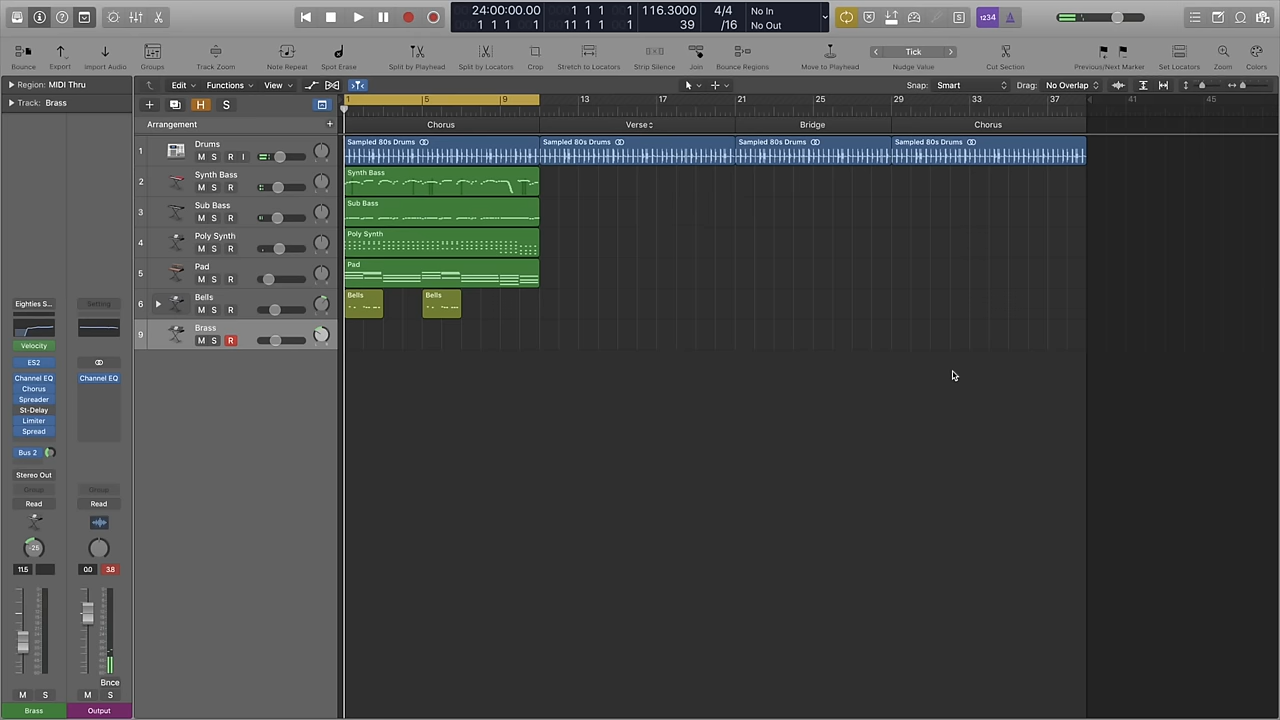 24:00:00.00
1 1 1 1
1 1 1 1
11 1 1 1
116.3000
39
4/4
/16
No In
No Out
1234
Bounce
Export
Import Audio
Groups
Track Zoom
Note Repeat
Spot Erase
Split by Playhead
Split by Locators
Crop
Stretch to Locators
Strip Silence
Join
Bounce Regions
Move to Playhead
Tick
Nudge Value
Cut Section
Previous/Next Marker
Set Locators
Zoom
Colors
Region: MIDI Thru
Edit
Functions
View
Snap: Smart
Drag: No Overlap
Track: Brass
H
S
1
5
9
13
17
21
25
29
33
37
41
45
Arrangement
Chorus
Verse
Bridge
Chorus
1
Drums
M S R I
Sampled 80s Drums
Sampled 80s Drums
Sampled 80s Drums
Sampled 80s Drums
2
Synth Bass
M S R
Synth Bass
3
Sub Bass
M S R
Sub Bass
4
Poly Synth
M S R
Poly Synth
5
Pad
M S R
Pad
6
Bells
M S R
Bells
Bells
9
Brass
M S R
Eighties S...
Setting
Velocity
ES2
Channel EQ
Channel EQ
Chorus
Spreader
St-Delay
Limiter
Spread
Bus 2
Stereo Out
Group
Group
Read
Read
-25
11.5
0.0
3.8
Bnce
M S
M S
Brass
Output